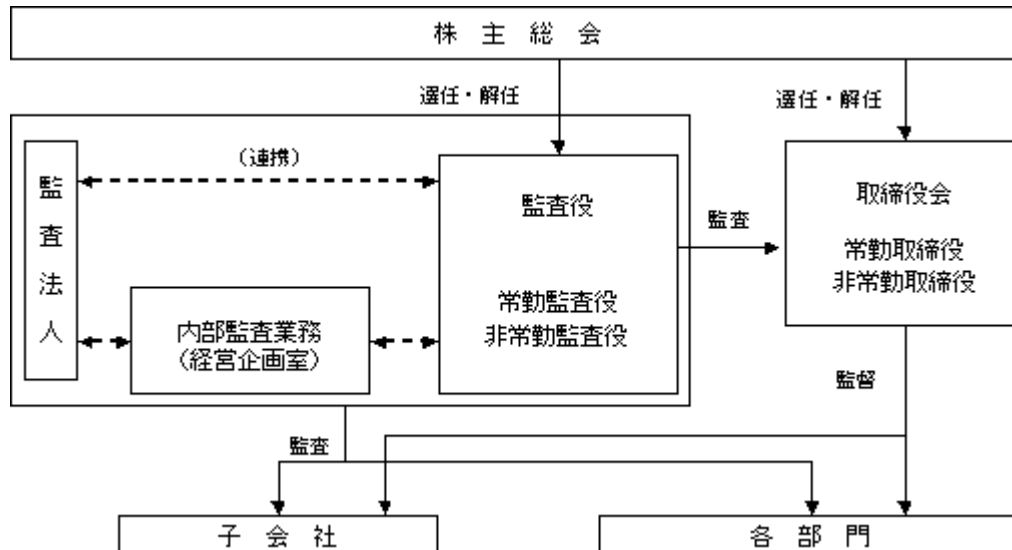 株主総会
選任・解任
選任・解任
監査法人
(連携)
監査役
常勤監査役
非常勤監査役
監査
取締役会
常勤取締役
非常勤取締役
内部監査業務
(経営企画室)
監督
監査
子会社
各部門